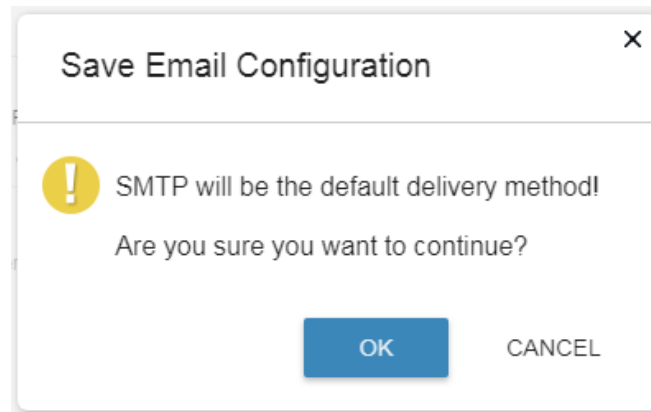 Save Email Configuration
SMTP will be the default delivery method!
Are you sure you want to continue?
OK
CANCEL